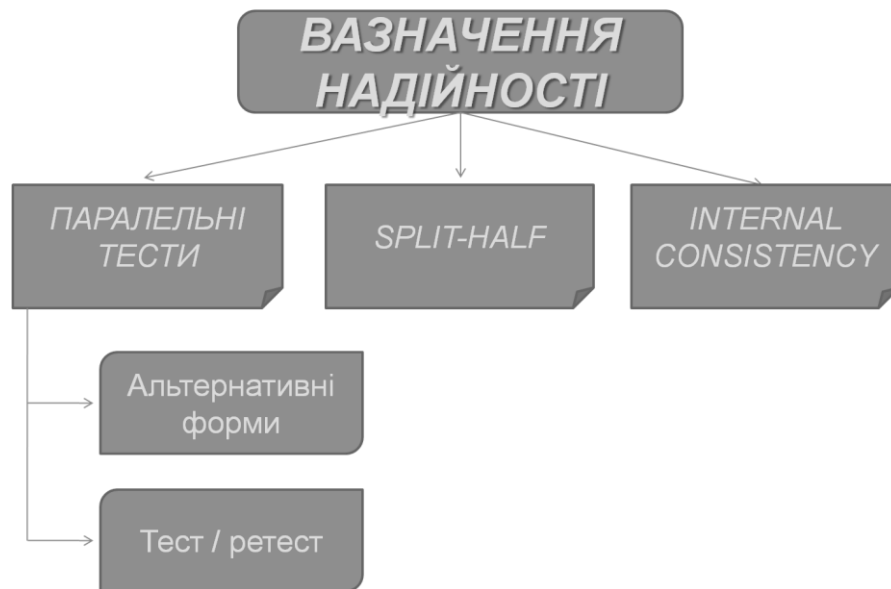 ВАЗНАЧЕННЯ
НАДІЙНОСТІ
ПАРАЛЕЛЬНІ
ТЕСТИ
SPLIT-HALF
INTERNAL
CONSISTENCY
Альтернативні
форми
Тест / ретест